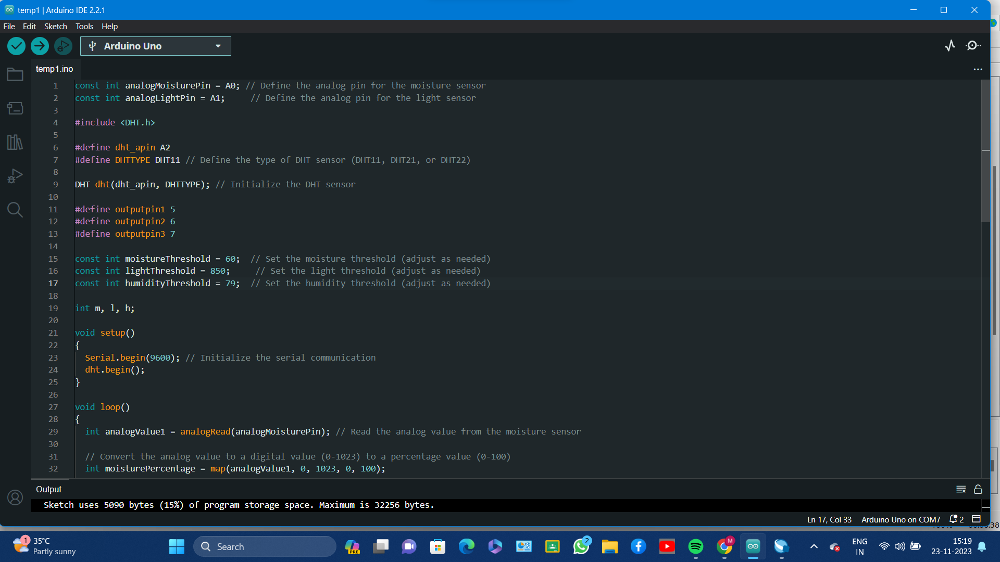 temp1 | Arduino IDE 2.2.1
File Edit Sketch Tools Help
Arduino Uno
temp1.ino
1 const int analogMoisturePin = A0; // Define the analog pin for the moisture sensor
2 const int analogLightPin = A1;     // Define the analog pin for the light sensor
3
4 #include <DHT.h>
5
6 #define dht_apin A2
7 #define DHTTYPE DHT11 // Define the type of DHT sensor (DHT11, DHT21, or DHT22)
8
9 DHT dht(dht_apin, DHTTYPE); // Initialize the DHT sensor
10
11 #define outputpin1 5
12 #define outputpin2 6
13 #define outputpin3 7
14
15 const int moistureThreshold = 60;  // Set the moisture threshold (adjust as needed)
16 const int lightThreshold = 850;     // Set the light threshold (adjust as needed)
17 const int humidityThreshold = 79;  // Set the humidity threshold (adjust as needed)
18
19 int m, l, h;
20
21 void setup()
22 {
23   Serial.begin(9600); // Initialize the serial communication
24   dht.begin();
25 }
26
27 void loop()
28 {
29   int analogValue1 = analogRead(analogMoisturePin); // Read the analog value from the moisture sensor
30
31   // Convert the analog value to a digital value (0-1023) to a percentage value (0-100)
32   int moisturePercentage = map(analogValue1, 0, 1023, 0, 100);
Output
Sketch uses 5090 bytes (15%) of program storage space. Maximum is 32256 bytes.
Ln 17, Col 33 Arduino Uno on COM7 2
1 35°C
Partly sunny
Search
PRE
2
M
ENG
IN
15:19
23-11-2023